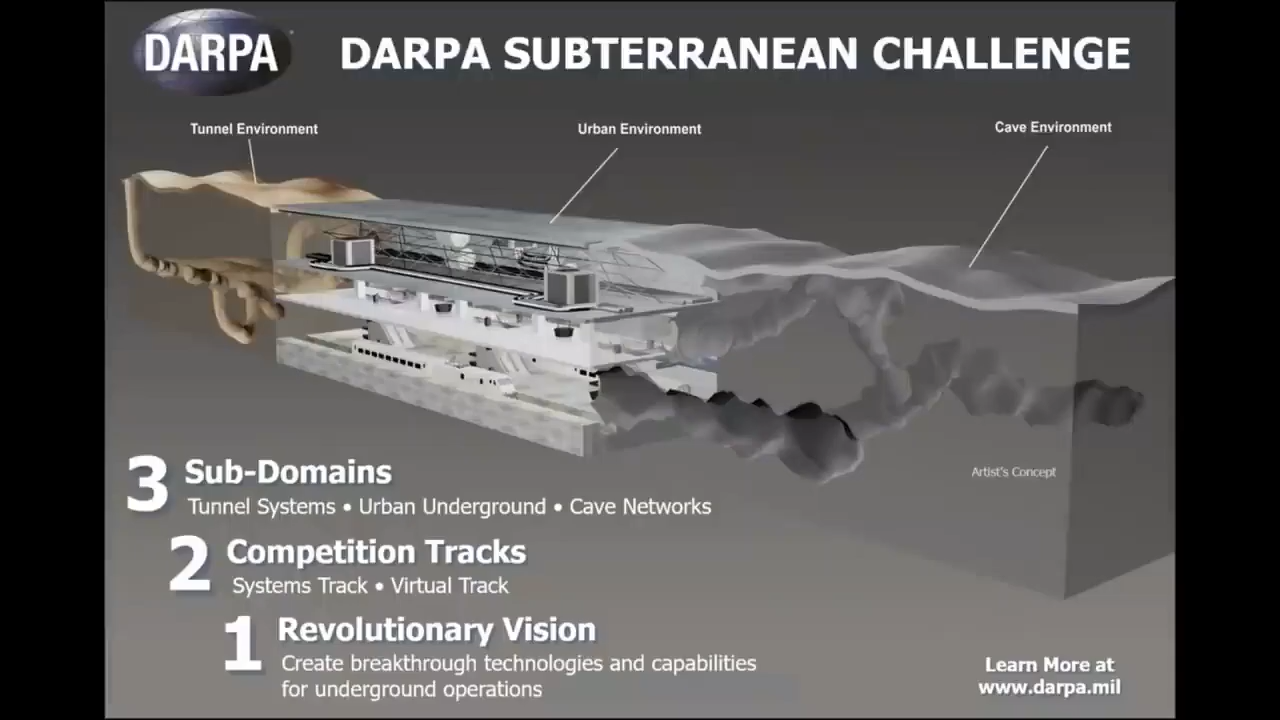 DARPA
DARPA SUBTERRANEAN CHALLENGE
Tunnel Environment
Urban Environment
Cave Environment
Artist's Concept
3 Sub-Domains
Tunnel Systems • Urban Underground • Cave Networks
2 Competition Tracks
Systems Track • Virtual Track
1 Revolutionary Vision
Create breakthrough technologies and capabilities
for underground operations
Learn More at
www.darpa.mil